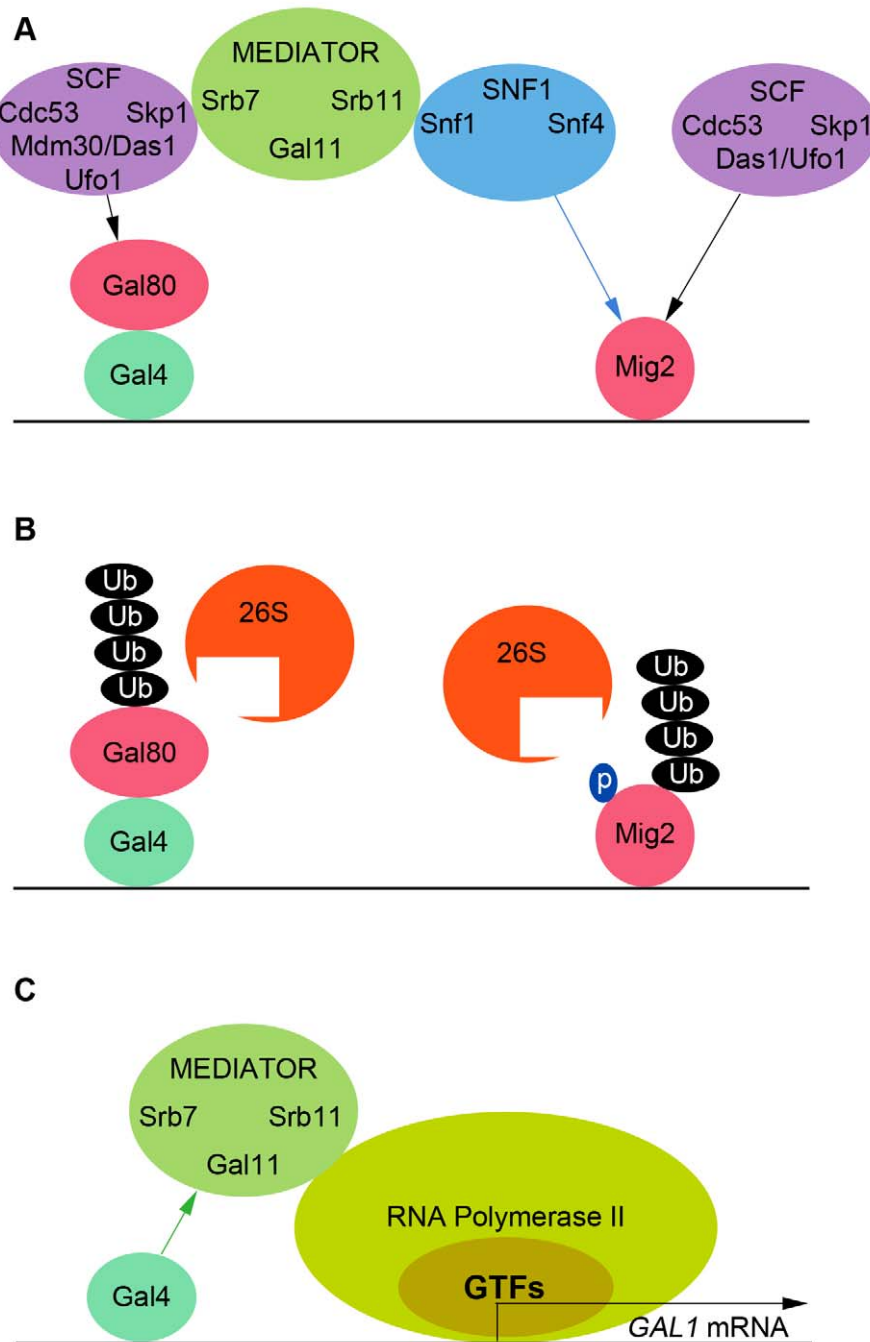 A
SCF
Cdc53 Skp1
Mdm30/Das1
Ufo1
MEDIATOR
Srb7 Srb11
Gal11
SNF1
Snf1 Snf4
SCF
Cdc53 Skp1
Das1/Ufo1
Gal80
Gal4
Mig2
B
Ub
Ub
Ub
Ub
Gal80
Gal4
26S
26S
Ub
Ub
Ub
Ub
p
Mig2
C
MEDIATOR
Srb7 Srb11
Gal11
Gal4
RNA Polymerase II
GTFs
GAL1 mRNA